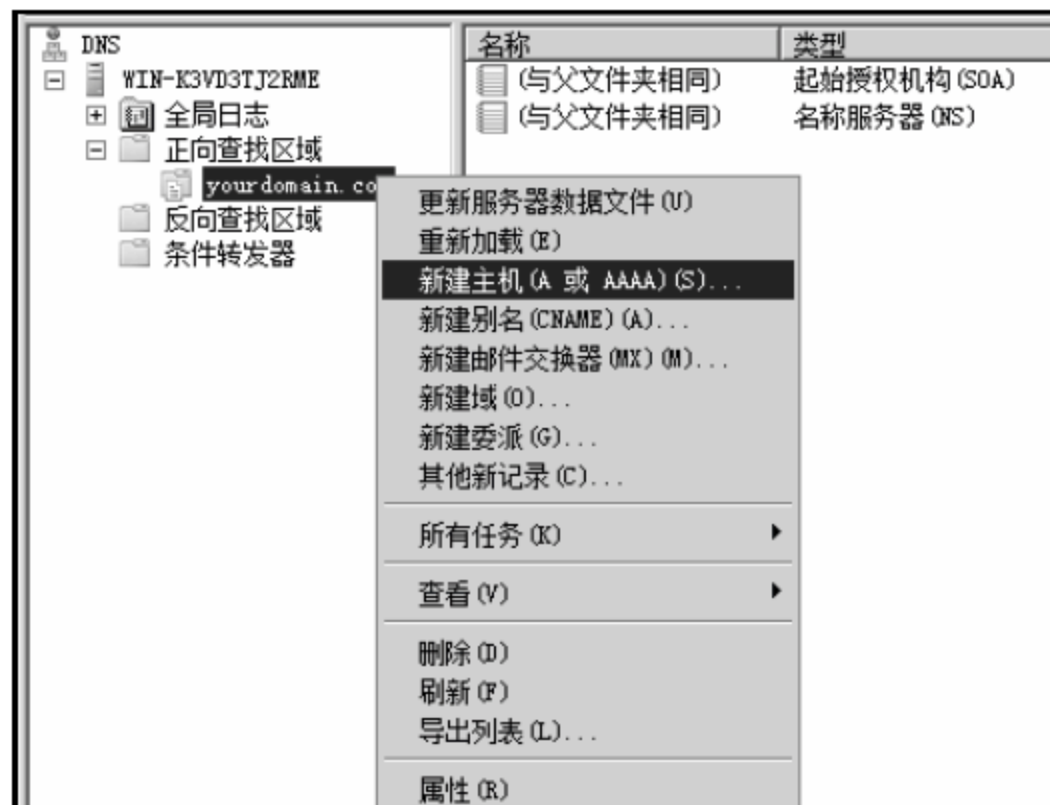 DNS
WIN-K3VD3TJ2RME
全局日志
正向查找区域
yourdomain.co
反向查找区域
条件转发器
名称 类型
(与父文件夹相同) 起始授权机构(SOA)
(与父文件夹相同) 名称服务器(NS)
更新服务器数据文件(U)
重新加载(E)
新建主机(A 或 AAAA)(S)...
新建别名(CNAME)(A)...
新建邮件交换器(MX)(M)...
新建域(O)...
新建委派(G)...
其他新记录(C)...
所有任务(K)
查看(V)
删除(D)
刷新(F)
导出列表(L)...
属性(R)